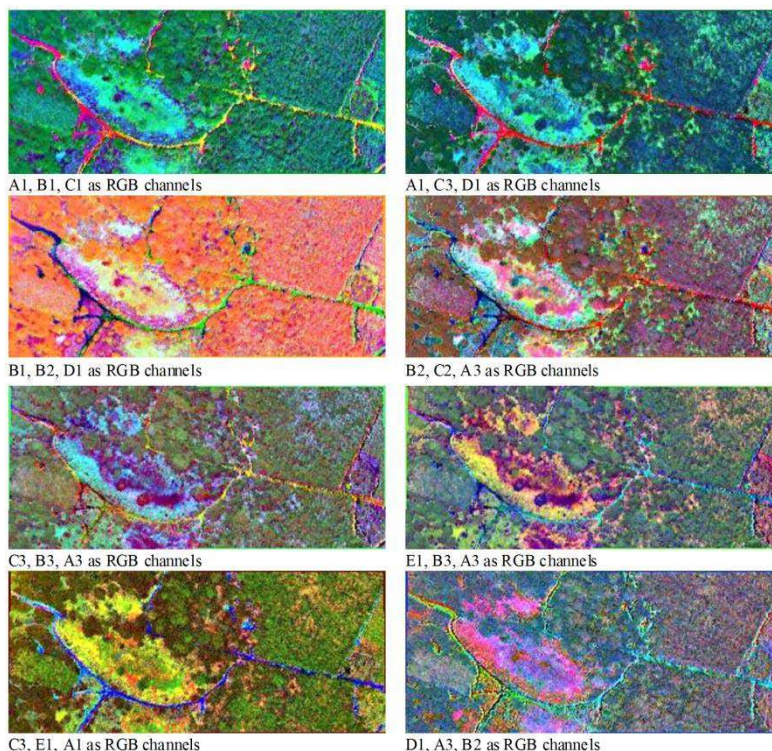 A1, B1, C1 as RGB channels
A1, C3, D1 as RGB channels
B1, B2, D1 as RGB channels
B2, C2, A3 as RGB channels
C3, B3, A3 as RGB channels
E1, B3, A3 as RGB channels
C3, E1, A1 as RGB channels
D1, A3, B2 as RGB channels